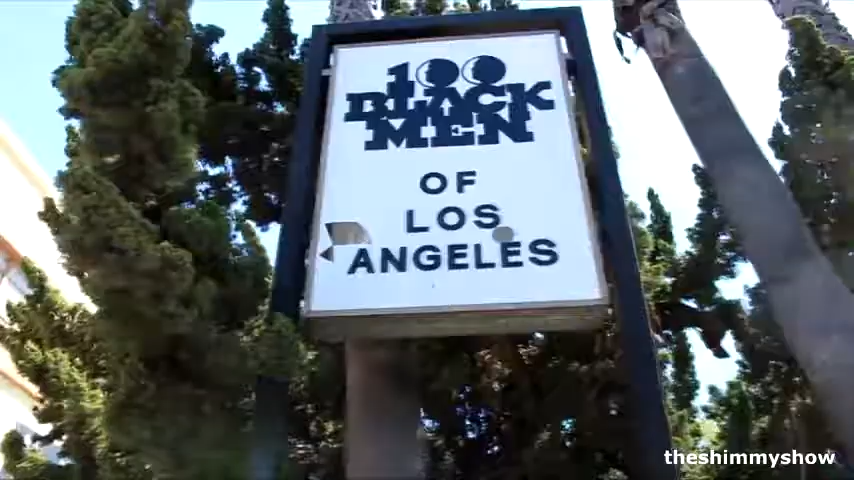 100
BLACK
MEN
OF
LOS
ANGELES
theshimmyshow